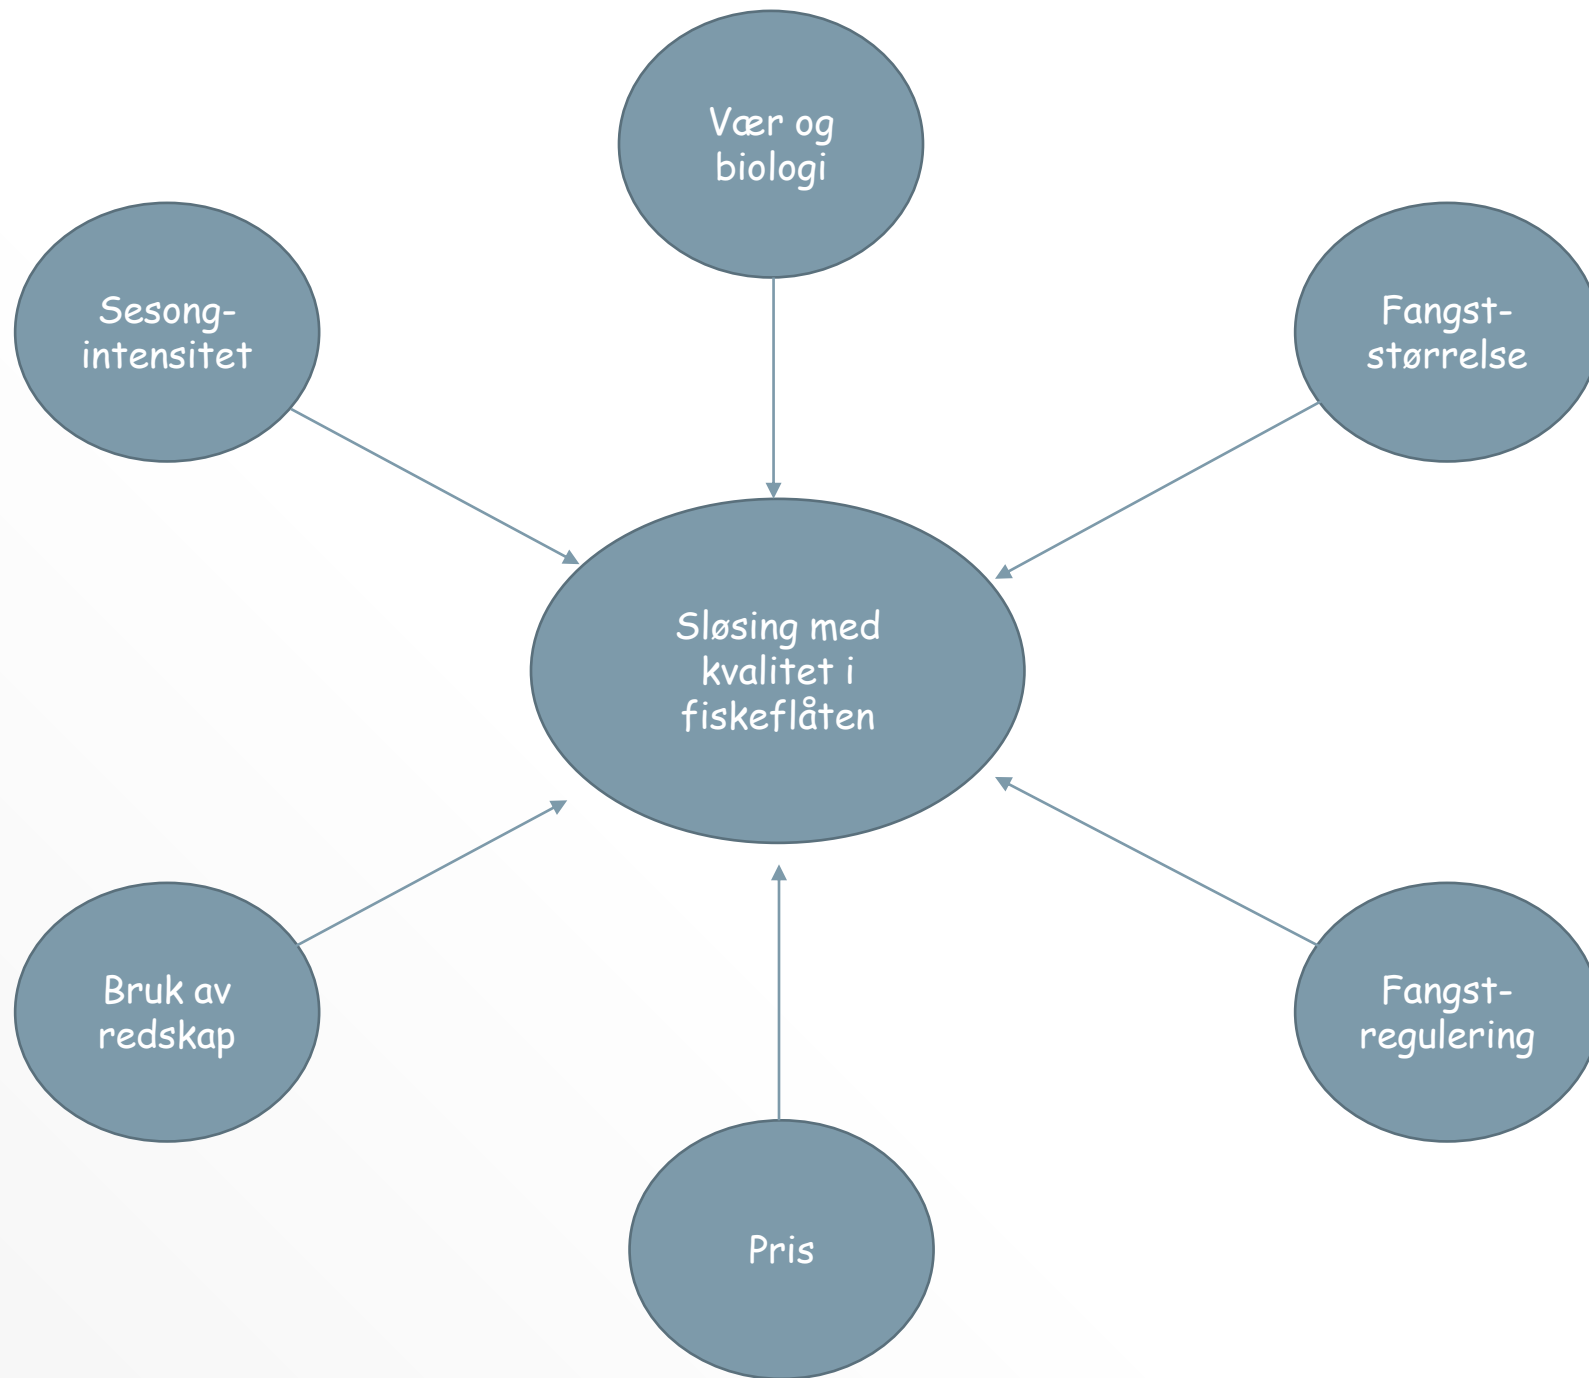 Vær og
biologi
Sesong-
intensitet
Fangst-
størrelse
Sløsing med
kvalitet i
fiskeflåten
Bruk av
redskap
Fangst-
regulering
Pris